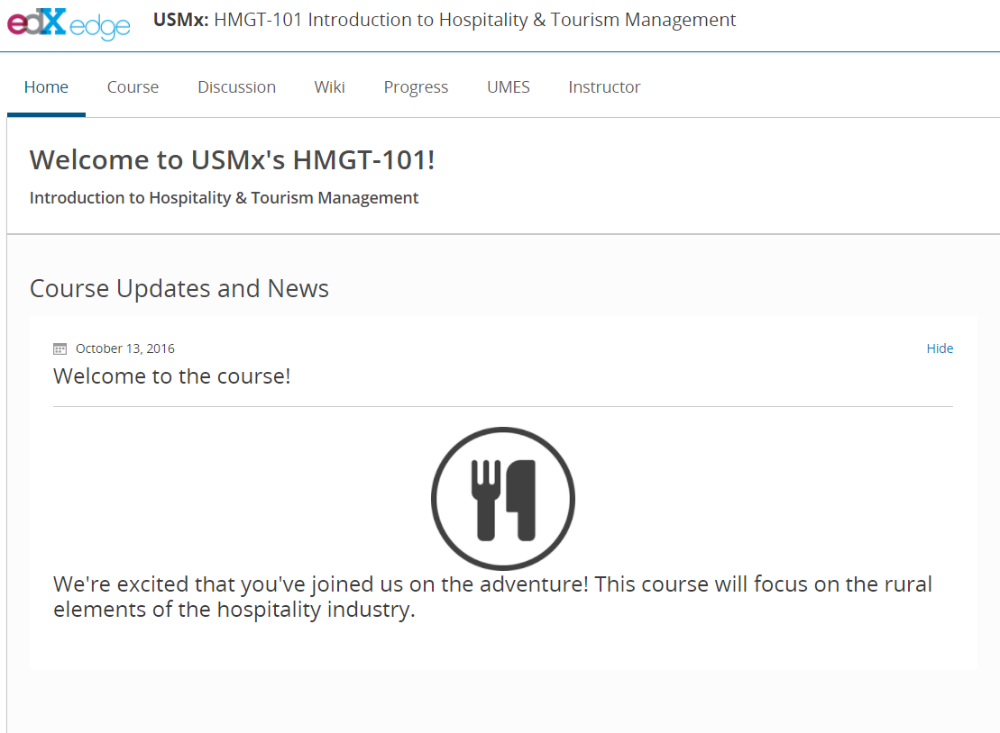 edX edge
USMx: HMGT-101 Introduction to Hospitality & Tourism Management
Home Course Discussion Wiki Progress UMES Instructor
Welcome to USMx's HMGT-101!
Introduction to Hospitality & Tourism Management
Course Updates and News
October 13, 2016 Hide
Welcome to the course!
We're excited that you've joined us on the adventure! This course will focus on the rural
elements of the hospitality industry.